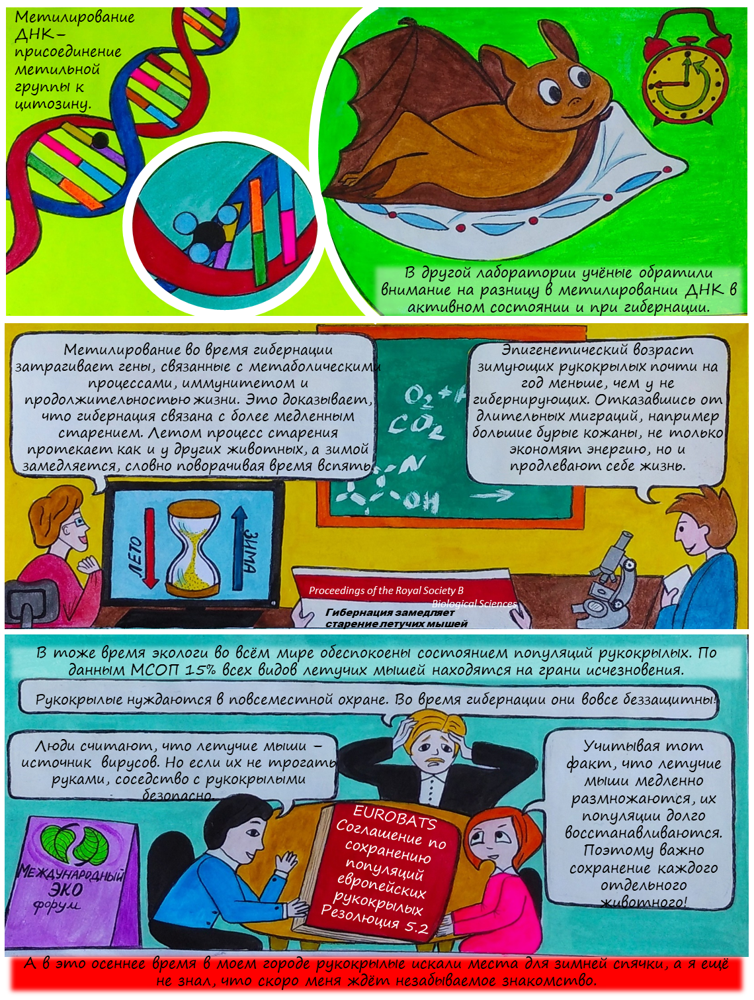 Метилирование
ДНК–
присоединение
метильной
группы к
цитозину.
В другой лаборатории учёные обратили
внимание на разницу в метилировании ДНК в
активном состоянии и при гибернации.
Метилирование во время гибернации
затрагивает гены, связанные с метаболическими
процессами, иммунитетом и
продолжительностью жизни. Это доказывает,
что гибернация связана с более медленным
старением. Летом процесс старения
протекает как и у других животных, а зимой
замедляется, словно поворачивая время вспять.
O₂ +
CO₂
N
OH
Эпигенетический возраст
зимующих рукокрылых почти на
год меньше, чем у не
гибернирующих. Отказавшись от
длительных миграций, например
большие бурые кожаны, не только
экономят энергию, но и
продлевают себе жизнь.
ЛЕТО
ЗИМА
Proceedings of the Royal Society B
Biological Sciences
Гибернация замедляет
старение летучих мышей
В тоже время экологи во всём мире обеспокоены состоянием популяций рукокрылых. По
данным МСОП 15% всех видов летучих мышей находятся на грани исчезновения.
Рукокрылые нуждаются в повсеместной охране. Во время гибернации они вовсе беззащитны!
Люди считают, что летучие мыши –
источник вирусов. Но если их не трогать
руками, соседство с рукокрылыми
безопасно.
Учитывая тот
факт, что летучие
мыши медленно
размножаются, их
популяции долго
восстанавливаются.
Поэтому важно
сохранение каждого
отдельного
животного!
МЕЖДУНАРОДНЫЙ
ЭКО
форум
EUROBATS
Соглашение по
сохранению
популяций
европейских
рукокрылых
Резолюция 5.2
А в это осеннее время в моем городе рукокрылые искали места для зимней спячки, а я ещё
не знал, что скоро меня ждёт незабываемое знакомство.